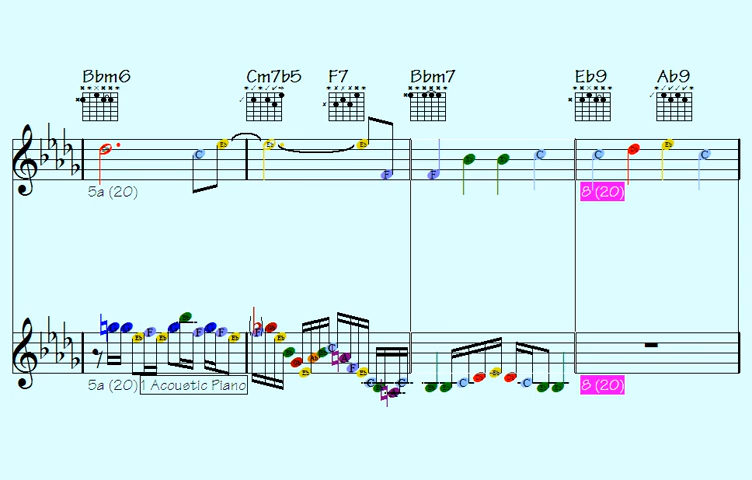 Bbm6 Cm7b5 F7 Bbm7 Eb9 Ab9
5a (20) 8 (20)
5a (20) 1 Acoustic Piano 8 (20)